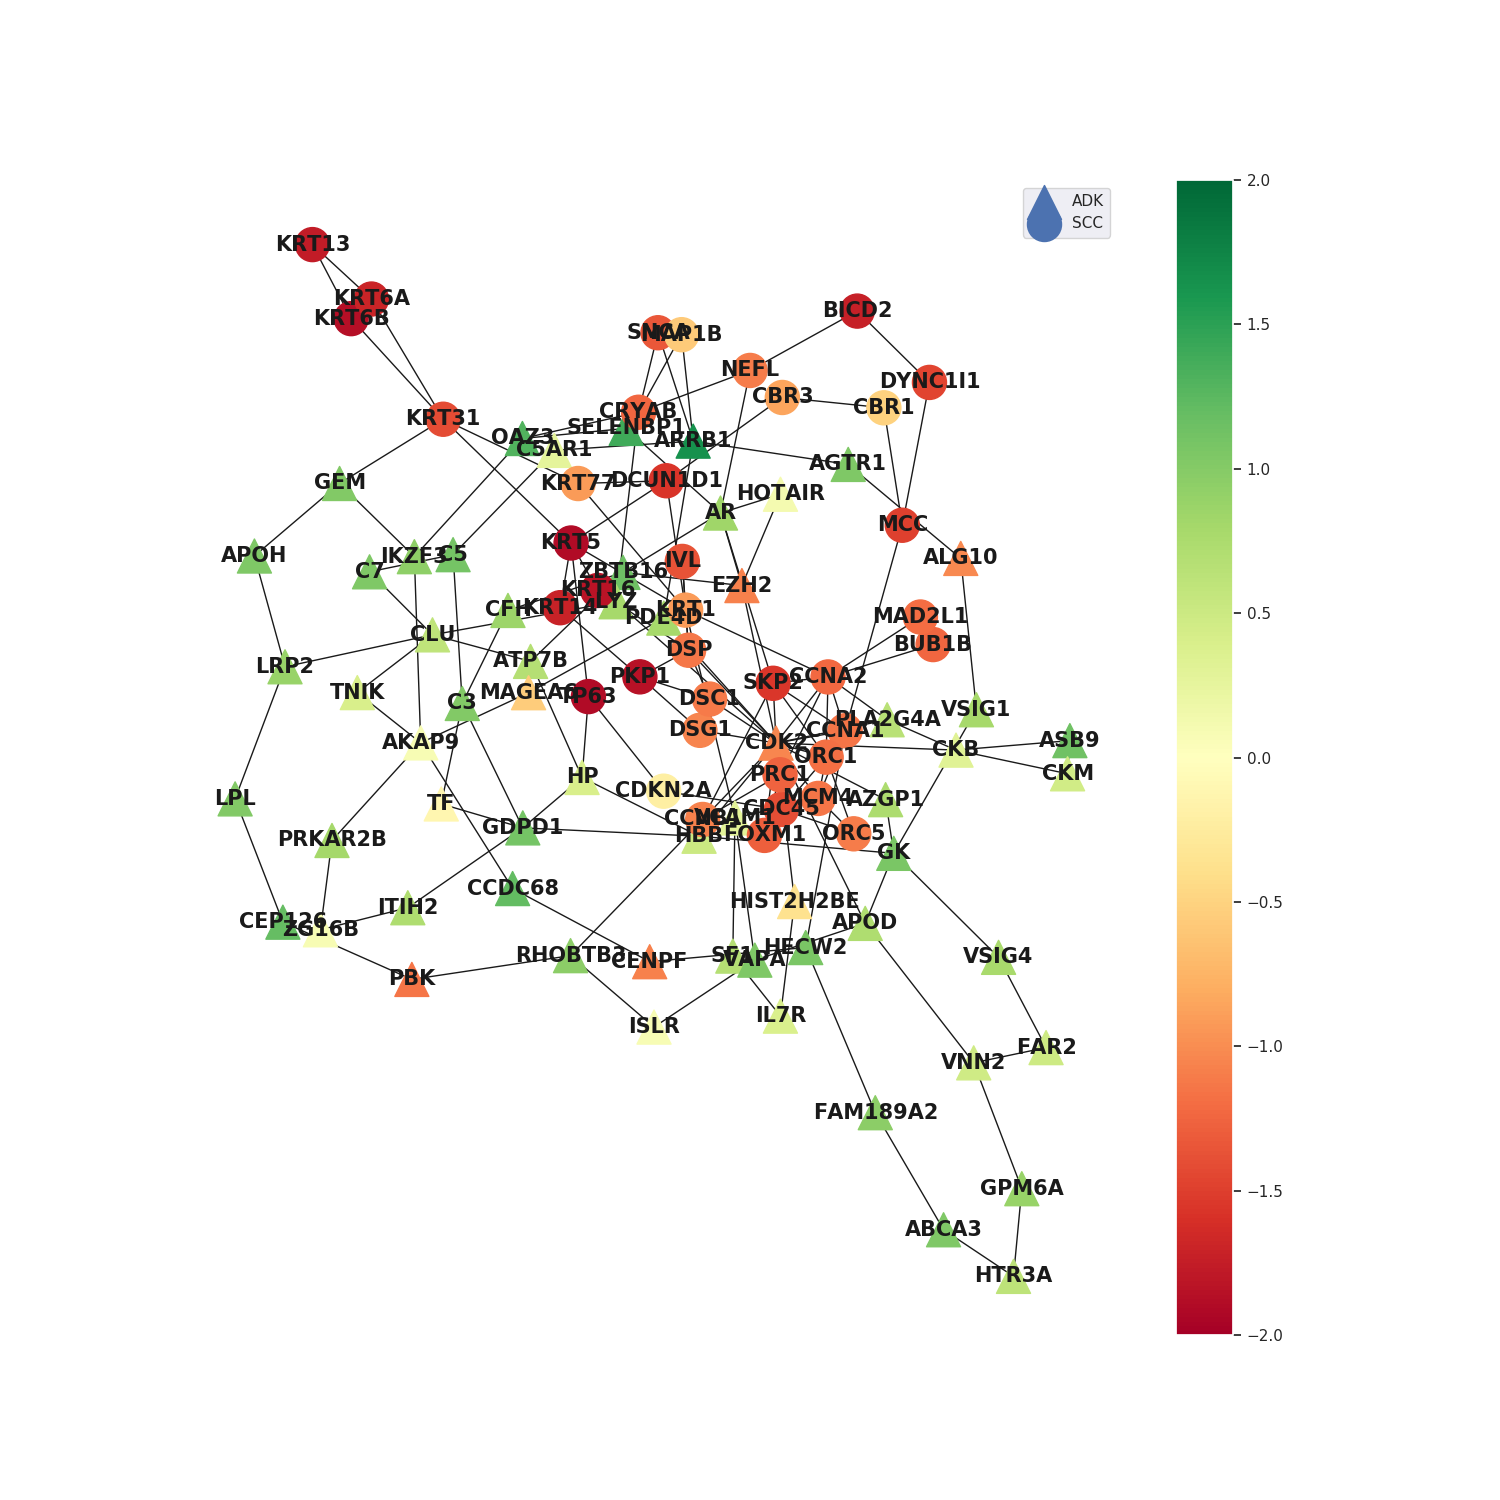 ADK
SCC
2.0
1.5
1.0
0.5
0.0
−0.5
−1.0
−1.5
−2.0
KRT13
KRT6A
KRT6B
BICD2
SNCA
MAP1B
NEFL
DYNC1I1
CBR3
CBR1
KRT31
CRYAB
SELENBP1
OAZ3
ARRB1
C5AR1
AGTR1
GEM
KRT77
DCUN1D1
HOTAIR
AR
MCC
KRT5
APOH
IKZF3
C5
ALG10
C7
ZBTB16
IVL
EZH2
KRT16
LYZ
CFH
KRT14
KRT1
PDE4D
MAD2L1
CLU
BUB1B
DSP
LRP2
ATP7B
PKP1
SKP2
CCNA2
TNIK
MAGEA6
TP63
C3
DSC1
VSIG1
PLA2G4A
DSG1
CCNA1
AKAP9
CDK2
CKB
ASB9
ORC1
HP
PRC1
CKM
CDKN2A
LPL
TF
MCM4
AZGP1
CDC45
VCAM1
GDPD1
PRKAR2B
HBB
FOXM1
ORC5
GK
CCDC68
ITIH2
HIST2H2BE
CEP126
ZG16B
APOD
HECW2
RHOBTB3
CENPF
SF1
VAPA
VSIG4
PBK
ISLR
IL7R
FAR2
VNN2
FAM189A2
GPM6A
ABCA3
HTR3A